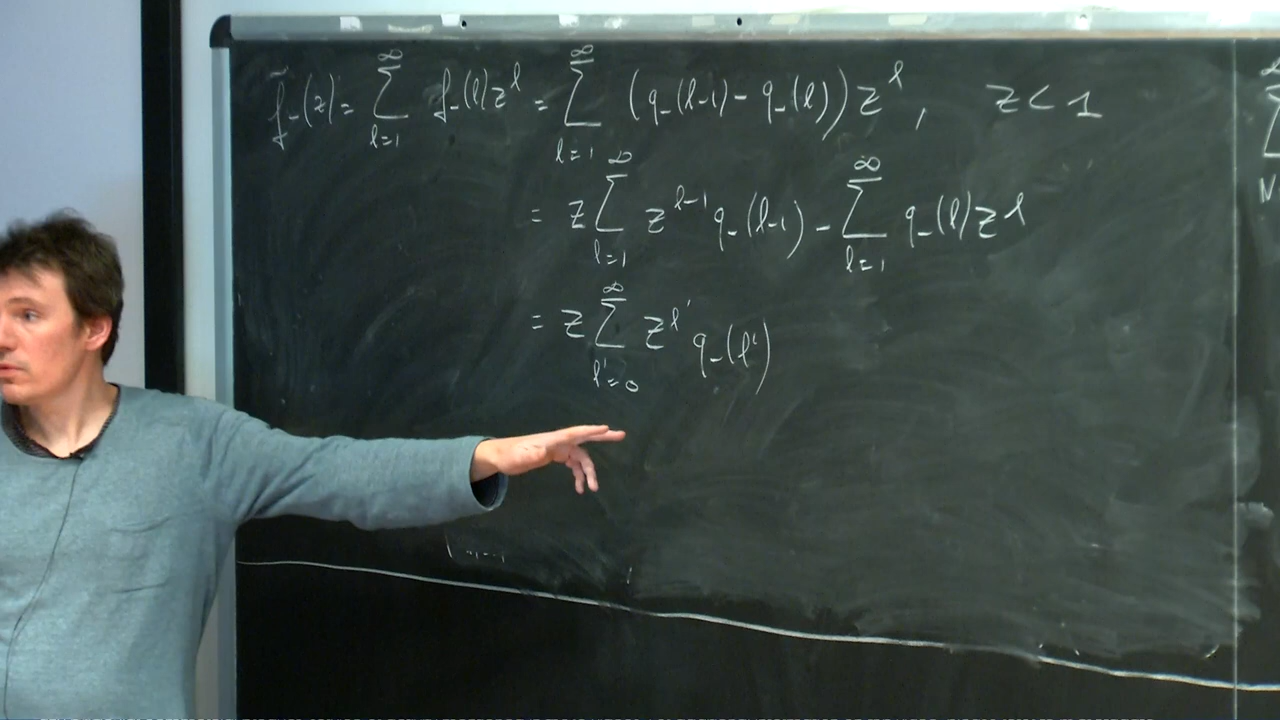 f̃₋(z) = ∑_{l=1}^{∞} f₋(l) z^l = ∑_{l=1}^{∞} (q₋(l-1) - q₋(l)) z^l , z < 1
= z ∑_{l=1}^{∞} z^{l-1} q₋(l-1) - ∑_{l=1}^{∞} q₋(l) z^l
= z ∑_{l'=0}^{∞} z^{l'} q₋(l')